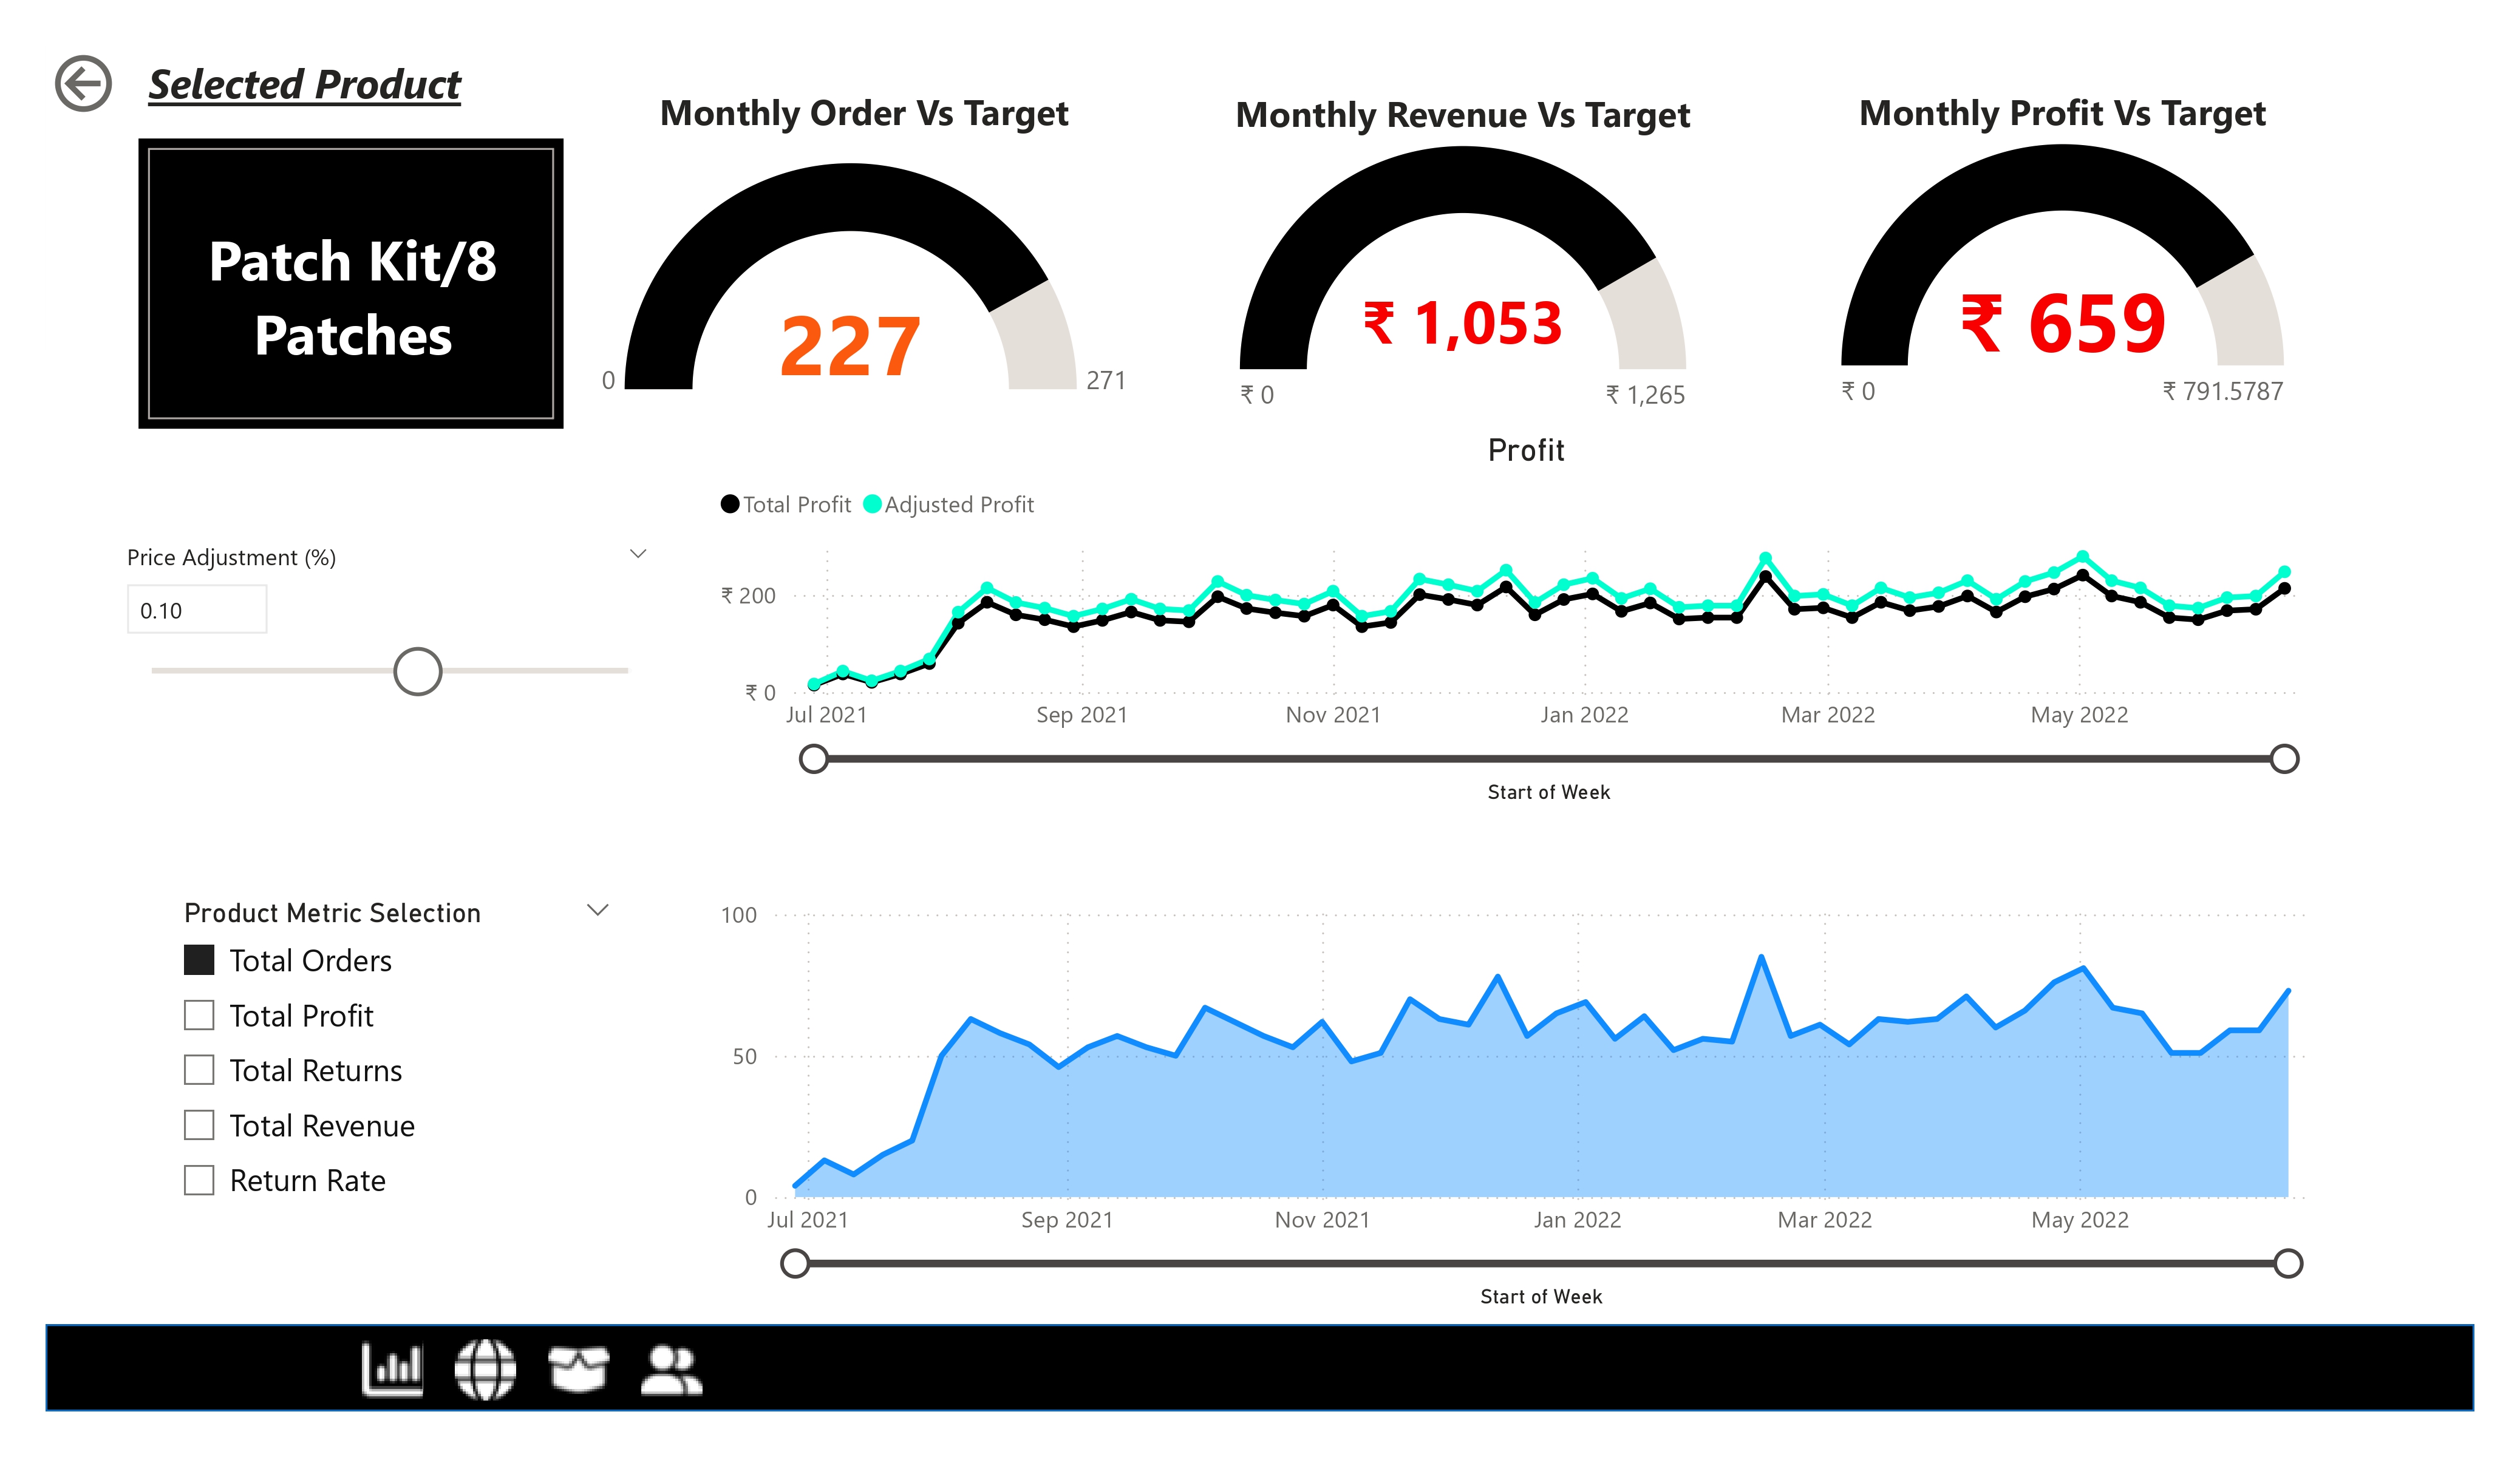 Selected Product
Patch Kit/8
Patches
Monthly Order Vs Target
227
0
271
Monthly Revenue Vs Target
₹ 1,053
₹ 0
₹ 1,265
Monthly Profit Vs Target
₹ 659
₹ 0
₹ 791.5787
Profit
Total Profit
Adjusted Profit
Price Adjustment (%)
0.10
₹ 200
₹ 0
Jul 2021
Sep 2021
Nov 2021
Jan 2022
Mar 2022
May 2022
Start of Week
Product Metric Selection
Total Orders
Total Profit
Total Returns
Total Revenue
Return Rate
100
50
0
Jul 2021
Sep 2021
Nov 2021
Jan 2022
Mar 2022
May 2022
Start of Week